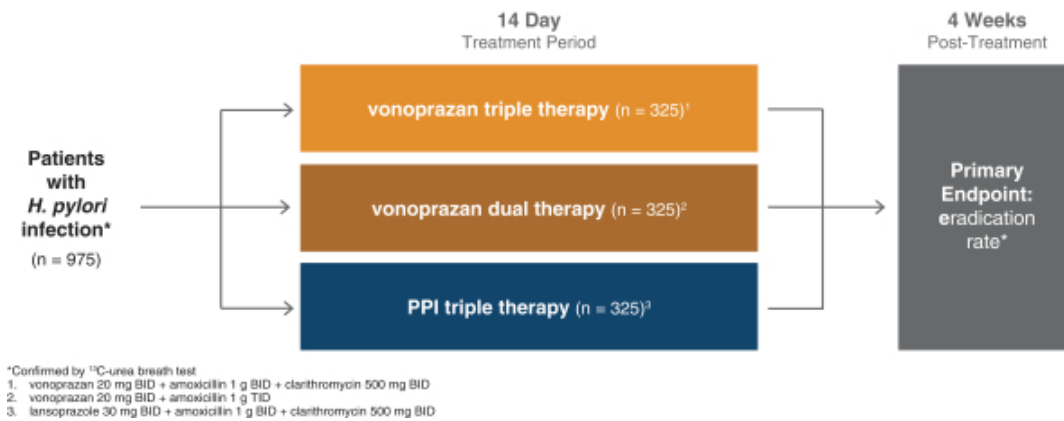 14 Day
Treatment Period
4 Weeks
Post-Treatment
Patients
with
H. pylori
infection*
(n = 975)
vonoprazan triple therapy (n = 325)¹
vonoprazan dual therapy (n = 325)²
PPI triple therapy (n = 325)³
Primary
Endpoint:
eradication
rate*
*Confirmed by ¹³C-urea breath test
1. vonoprazan 20 mg BID + amoxicillin 1 g BID + clarithromycin 500 mg BID
2. vonoprazan 20 mg BID + amoxicillin 1 g TID
3. lansoprazole 30 mg BID + amoxicillin 1 g BID + clarithromycin 500 mg BID